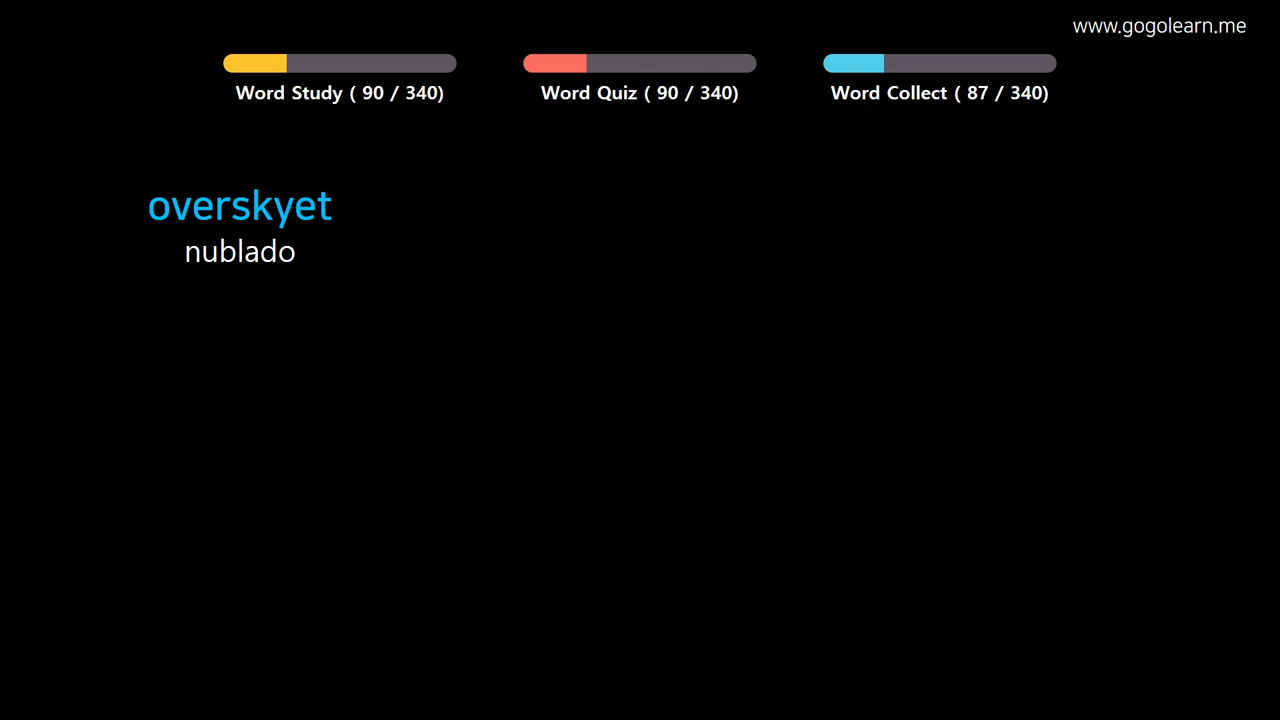 www.gogolearn.me
Word Study ( 90 / 340)
Word Quiz ( 90 / 340)
Word Collect ( 87 / 340)
overskyet
nublado